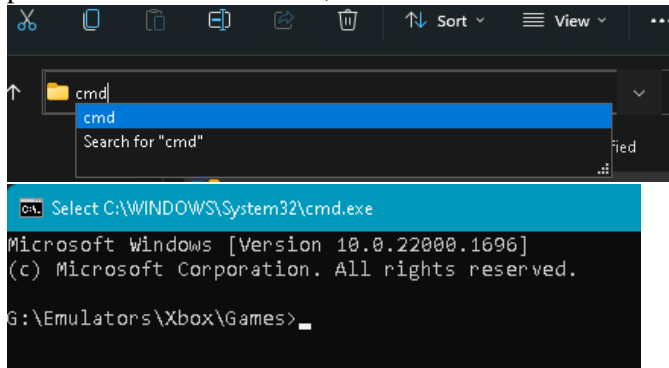 Sort
View
cmd
cmd
Search for "cmd"
fied
Select C:\WINDOWS\System32\cmd.exe
Microsoft Windows [Version 10.0.22000.1696]
(c) Microsoft Corporation. All rights reserved.
G:\Emulators\Xbox\Games>